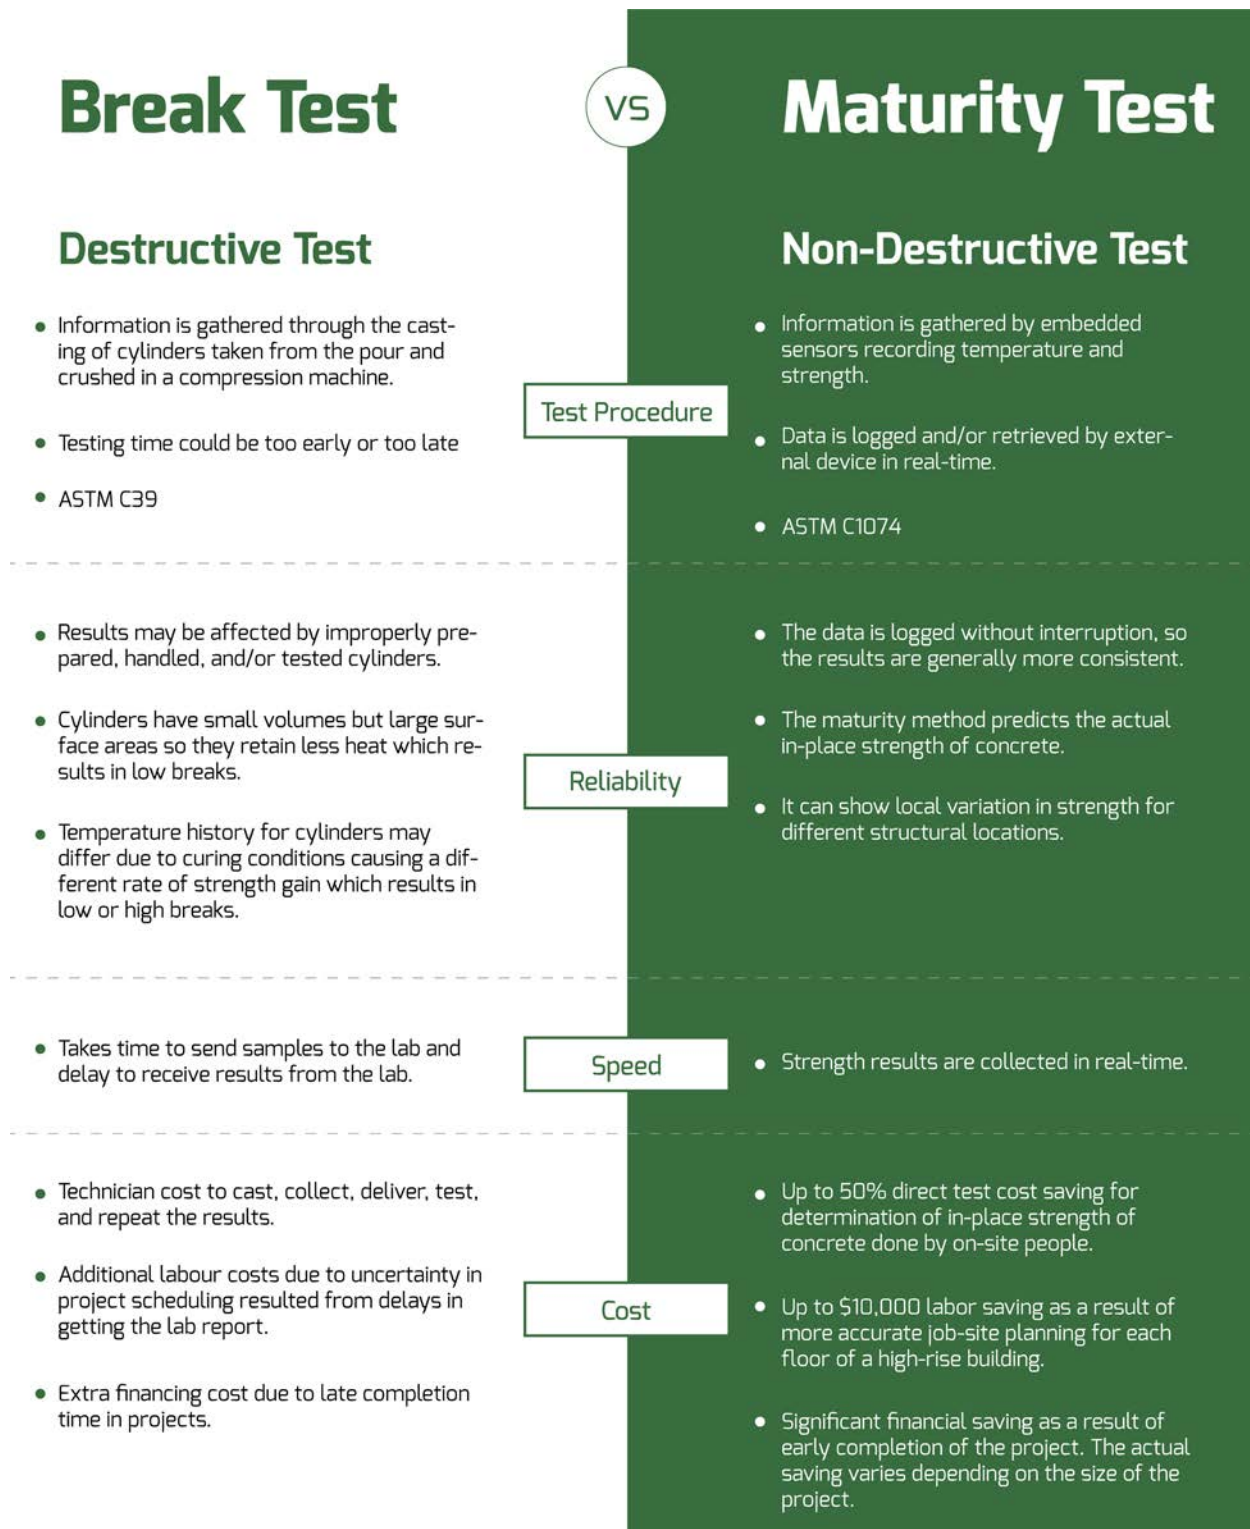 Break Test
VS
Maturity Test
Destructive Test
Non-Destructive Test
• Information is gathered through the cast-
ing of cylinders taken from the pour and
crushed in a compression machine.
• Testing time could be too early or too late
• ASTM C39
Test Procedure
• Information is gathered by embedded
sensors recording temperature and
strength.
• Data is logged and/or retrieved by exter-
nal device in real-time.
• ASTM C1074
• Results may be affected by improperly pre-
pared, handled, and/or tested cylinders.
• Cylinders have small volumes but large sur-
face areas so they retain less heat which re-
sults in low breaks.
• Temperature history for cylinders may
differ due to curing conditions causing a dif-
ferent rate of strength gain which results in
low or high breaks.
Reliability
• The data is logged without interruption, so
the results are generally more consistent.
• The maturity method predicts the actual
in-place strength of concrete.
• It can show local variation in strength for
different structural locations.
• Takes time to send samples to the lab and
delay to receive results from the lab.
Speed
• Strength results are collected in real-time.
• Technician cost to cast, collect, deliver, test,
and repeat the results.
• Additional labour costs due to uncertainty in
project scheduling resulted from delays in
getting the lab report.
• Extra financing cost due to late completion
time in projects.
Cost
• Up to 50% direct test cost saving for
determination of in-place strength of
concrete done by on-site people.
• Up to $10,000 labor saving as a result of
more accurate job-site planning for each
floor of a high-rise building.
• Significant financial saving as a result of
early completion of the project. The actual
saving varies depending on the size of the
project.